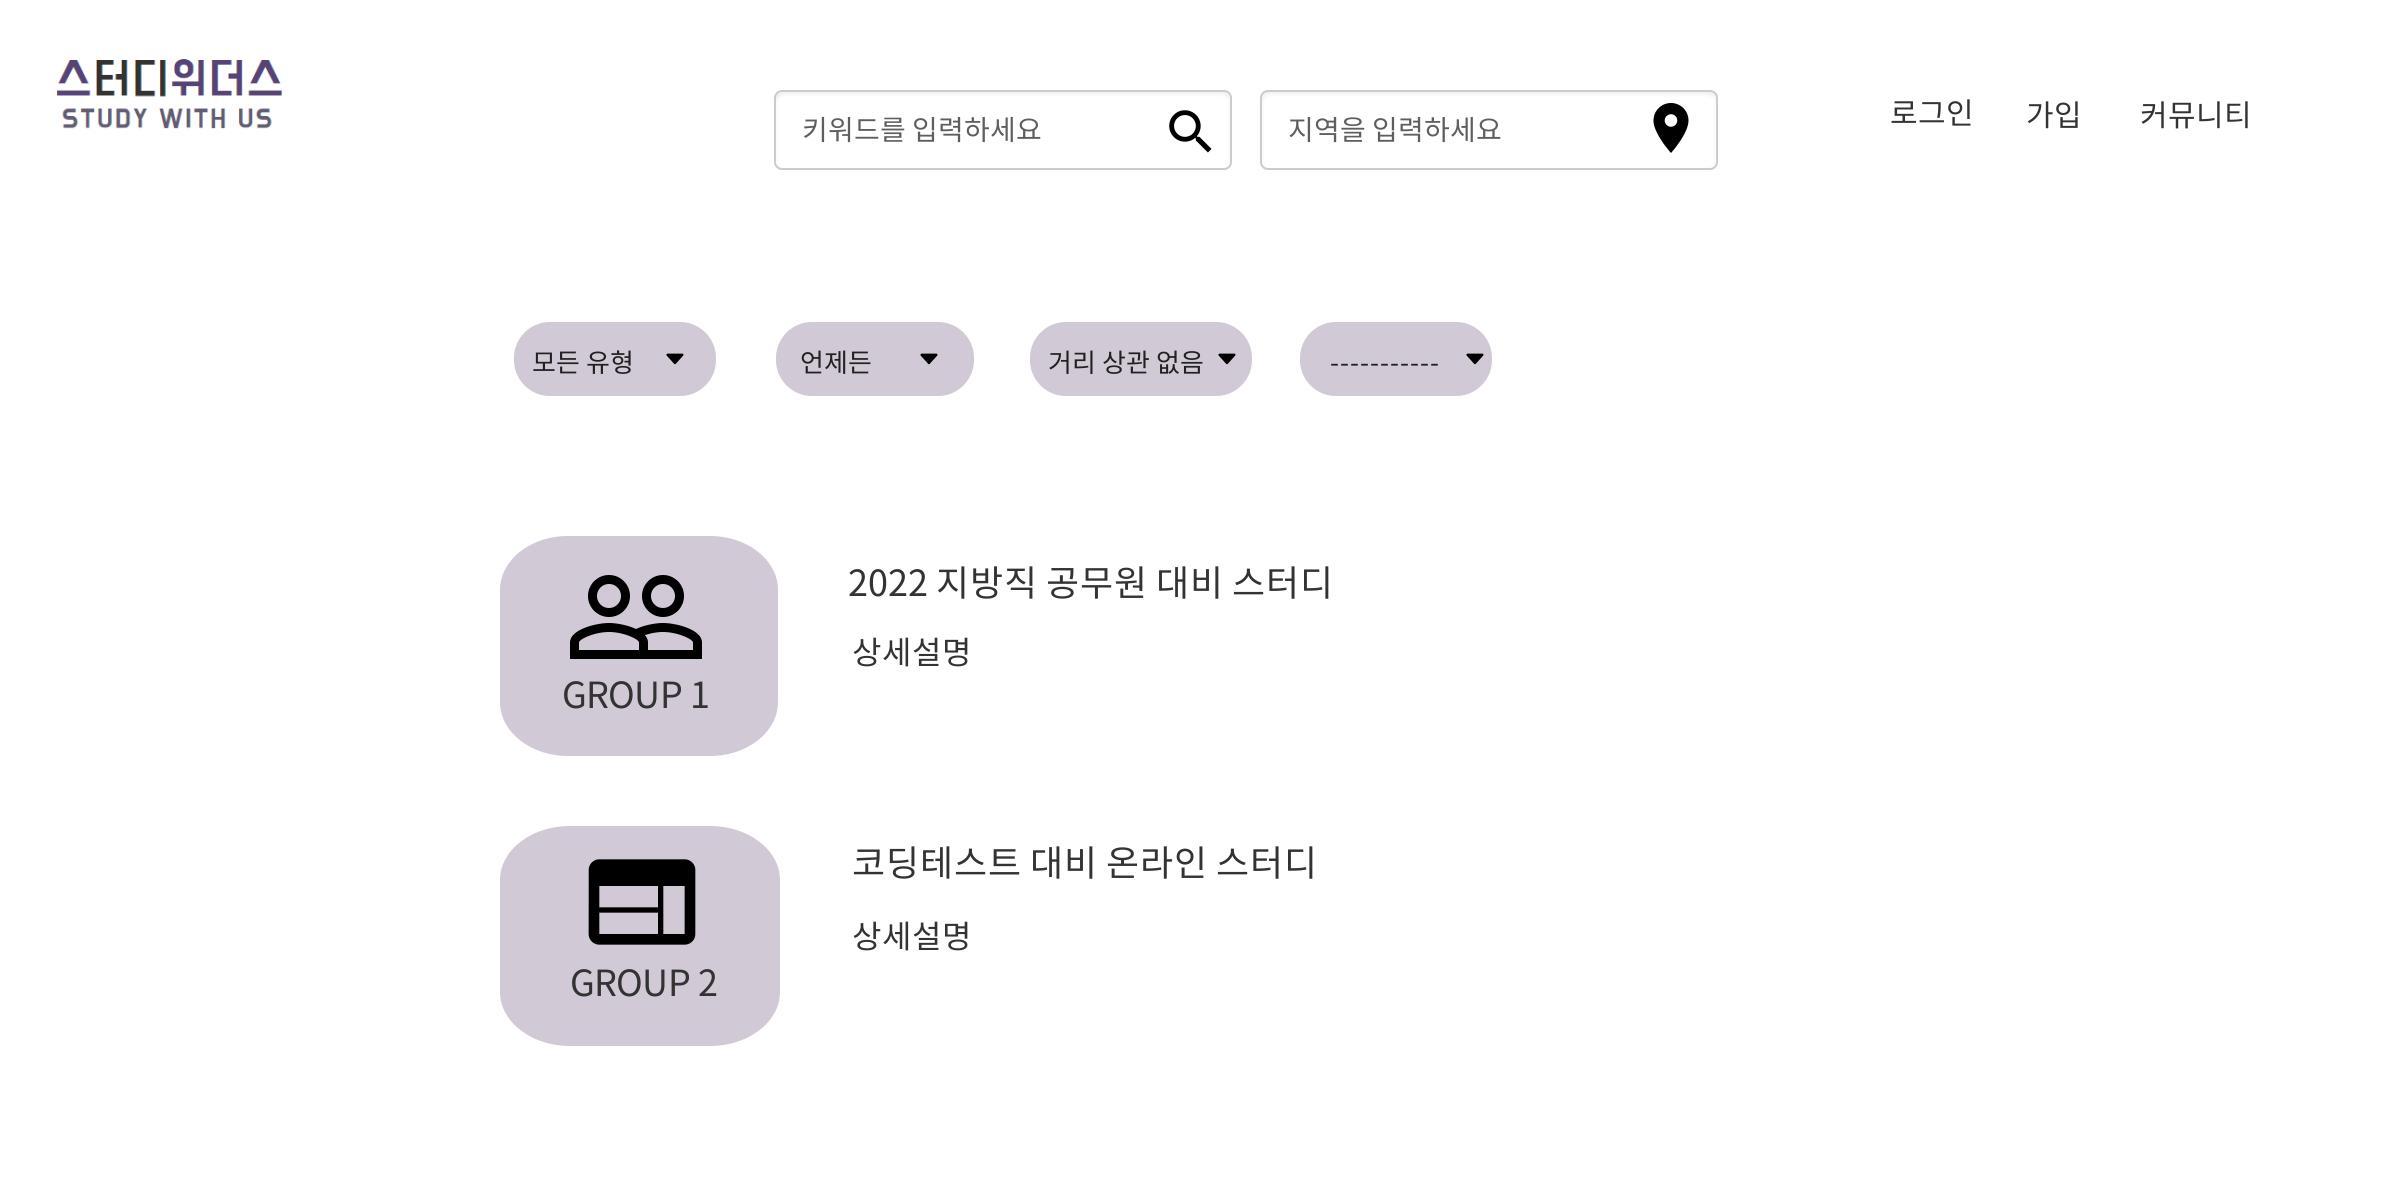 스터디위더스
STUDY WITH US
키워드를 입력하세요
지역을 입력하세요
로그인
가입
커뮤니티
모든 유형
언제든
거리 상관 없음
-----------
GROUP 1
2022 지방직 공무원 대비 스터디
상세설명
GROUP 2
코딩테스트 대비 온라인 스터디
상세설명